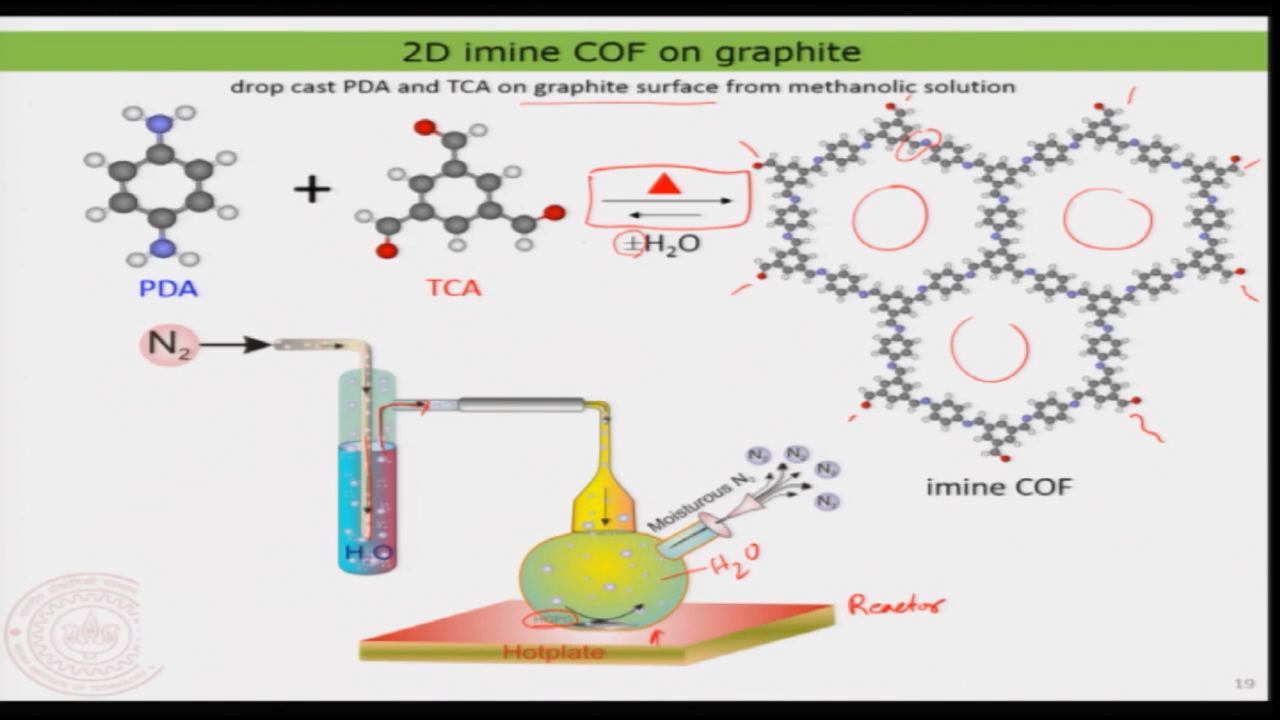 2D imine COF on graphite
drop cast PDA and TCA on graphite surface from methanolic solution
+
±H₂O
PDA
TCA
N₂
imine COF
N₂ N₂ N₂ N₂
Moisturous N₂
H₂O
H₂O
HOPG
Reactor
Hotplate
19